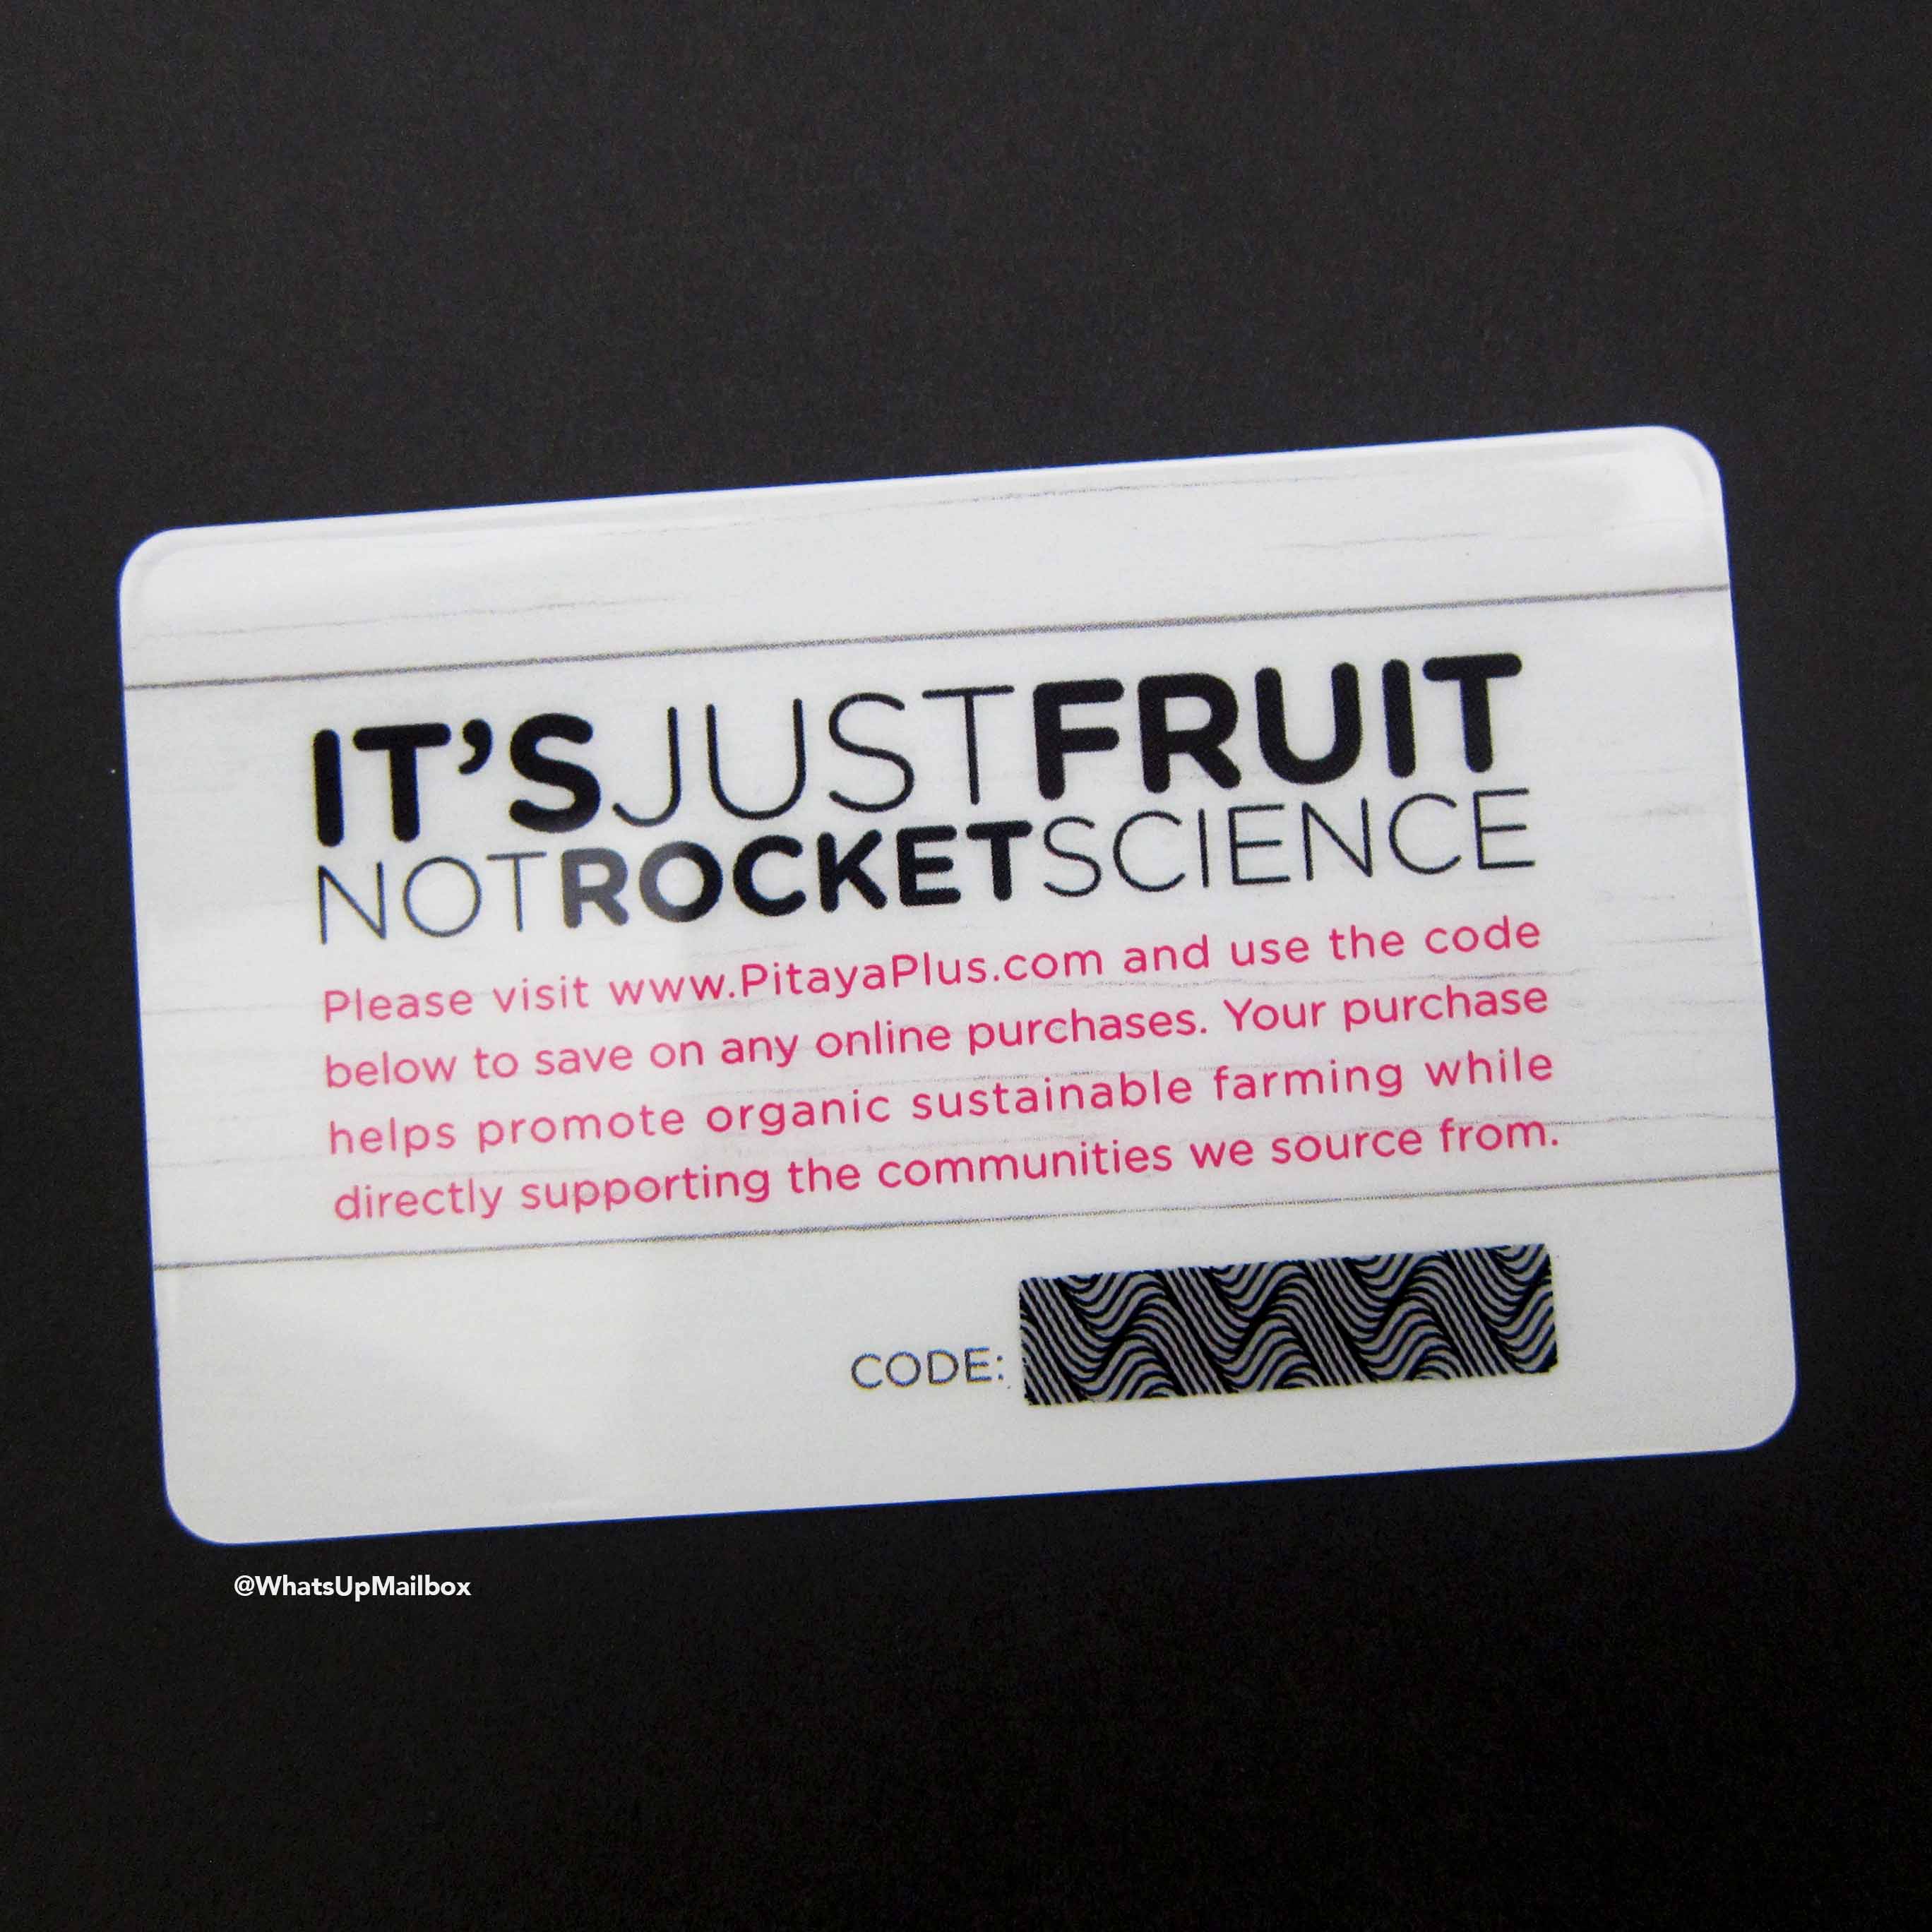 IT'SJUSTFRUIT
NOTROCKETSCIENCE
Please visit www.PitayaPlus.com and use the code
below to save on any online purchases. Your purchase
helps promote organic sustainable farming while
directly supporting the communities we source from.
CODE:
@WhatsUpMailbox